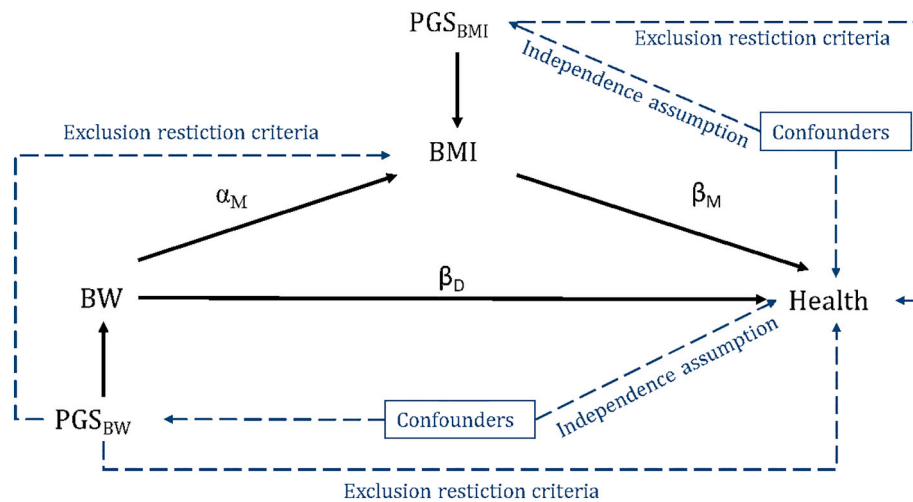 PGS_BMI
Exclusion restiction criteria
Independence assumption
Confounders
Exclusion restiction criteria
BMI
α_M
β_M
β_D
BW
Health
Independence assumption
PGS_BW
Confounders
Exclusion restiction criteria